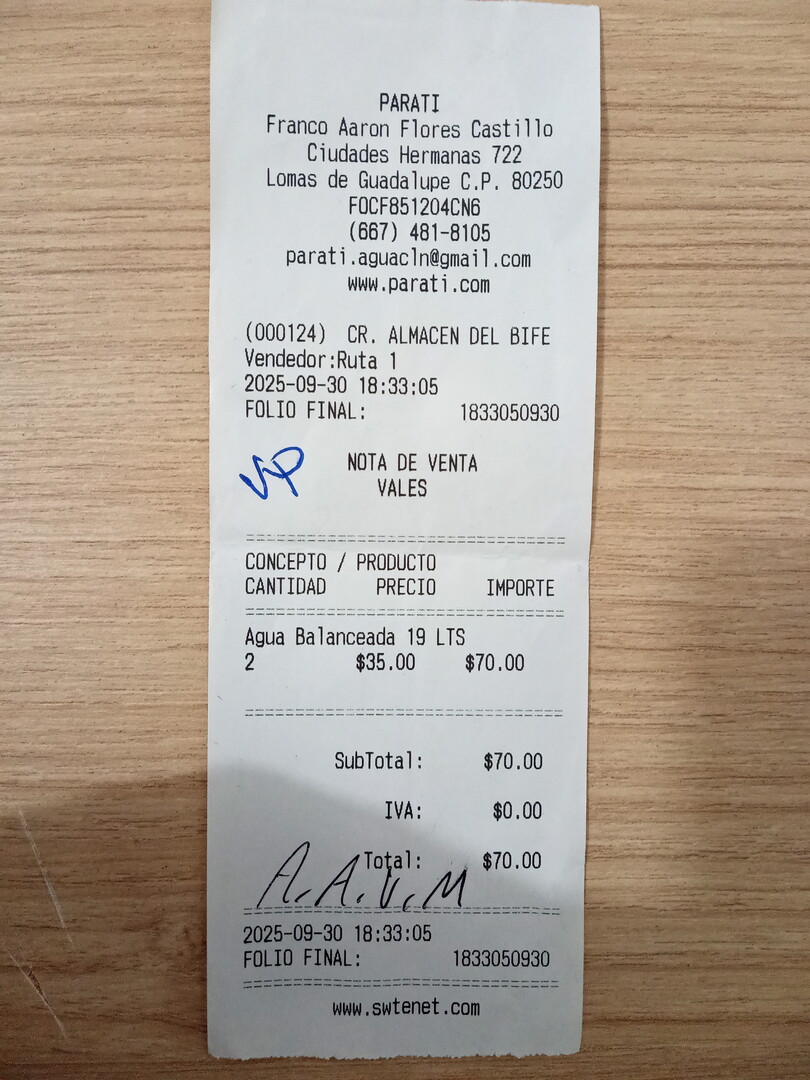 PARATI
Franco Aaron Flores Castillo
Ciudades Hermanas 722
Lomas de Guadalupe C.P. 80250
FOCF851204CN6
(667) 481-8105
parati.aguacln@gmail.com
www.parati.com
(000124) CR. ALMACEN DEL BIFE
Vendedor:Ruta 1
2025-09-30 18:33:05
FOLIO FINAL: 1833050930
VP
NOTA DE VENTA
VALES
CONCEPTO / PRODUCTO
CANTIDAD PRECIO IMPORTE
Agua Balanceada 19 LTS
2 $35.00 $70.00
SubTotal: $70.00
IVA: $0.00
Total: $70.00
A.A.V.M
2025-09-30 18:33:05
FOLIO FINAL: 1833050930
www.swtenet.com